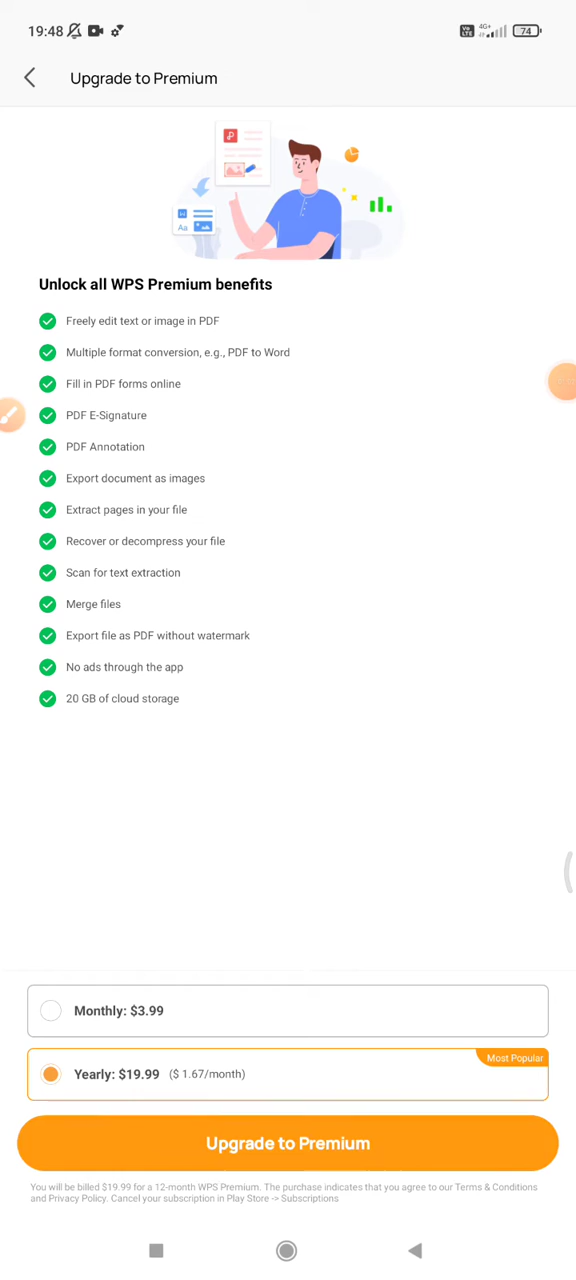 19:48
Vo
LTE
4G+
74
Upgrade to Premium
P
W
Aa
Unlock all WPS Premium benefits
Freely edit text or image in PDF
Multiple format conversion, e.g., PDF to Word
Fill in PDF forms online
PDF E-Signature
PDF Annotation
Export document as images
Extract pages in your file
Recover or decompress your file
Scan for text extraction
Merge files
Export file as PDF without watermark
No ads through the app
20 GB of cloud storage
Monthly: $3.99
Most Popular
Yearly: $19.99 ($ 1.67/month)
Upgrade to Premium
You will be billed $19.99 for a 12-month WPS Premium. The purchase indicates that you agree to our Terms & Conditions
and Privacy Policy. Cancel your subscription in Play Store -> Subscriptions